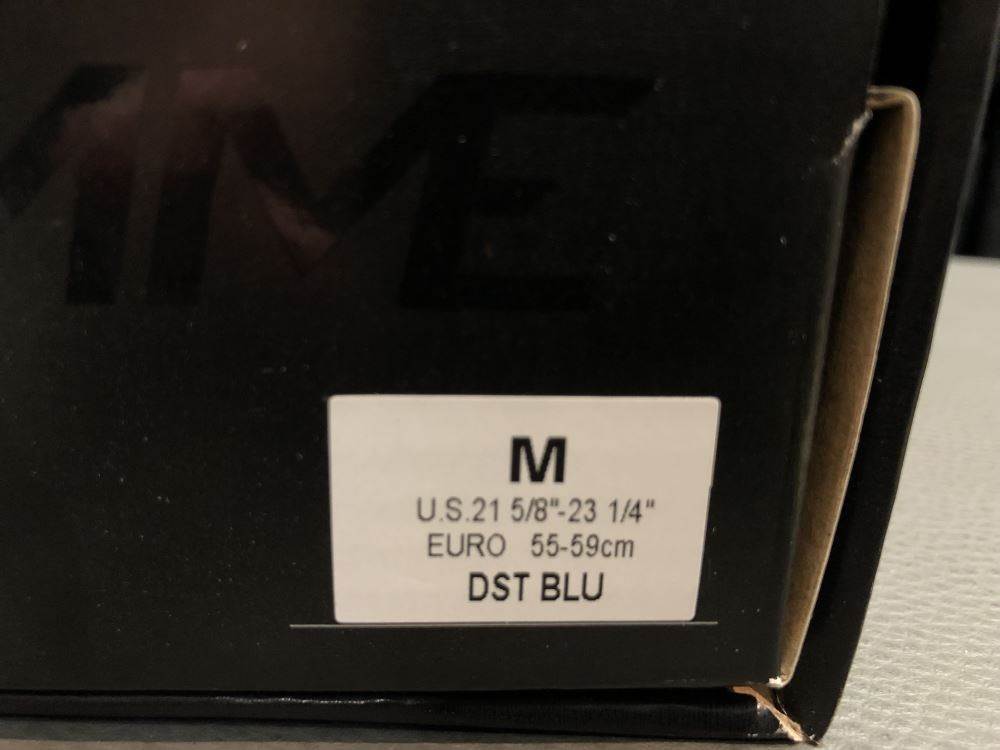 M
U.S.21 5/8"-23 1/4"
EURO 55-59cm
DST BLU